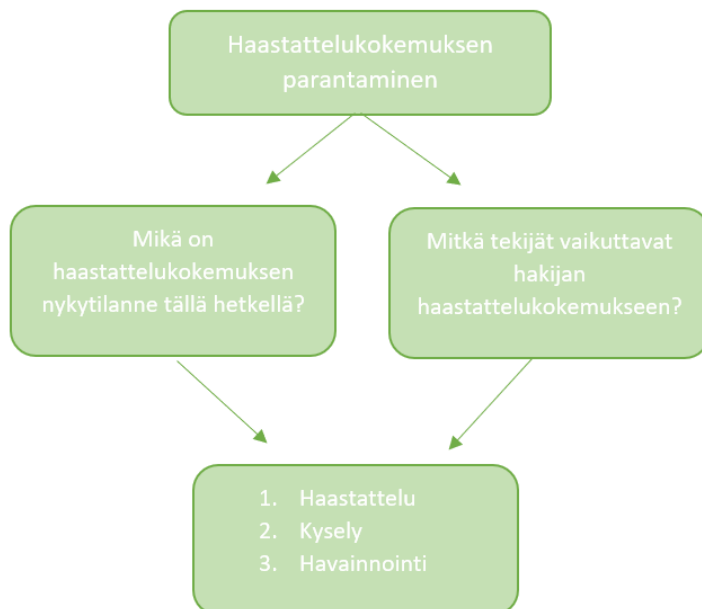 Haastattelukokemuksen
parantaminen
Mikä on
haastattelukokemuksen
nykytilanne tällä hetkellä?
Mitkä tekijät vaikuttavat
hakijan
haastattelukokemukseen?
1. Haastattelu
2. Kysely
3. Havainnointi